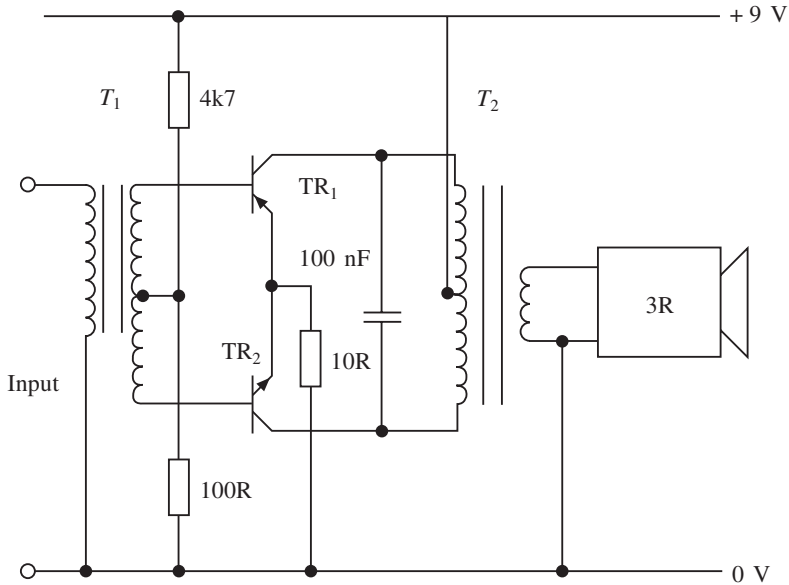 + 9 V
T₁
4k7
T₂
TR₁
100 nF
3R
TR₂
10R
Input
100R
0 V